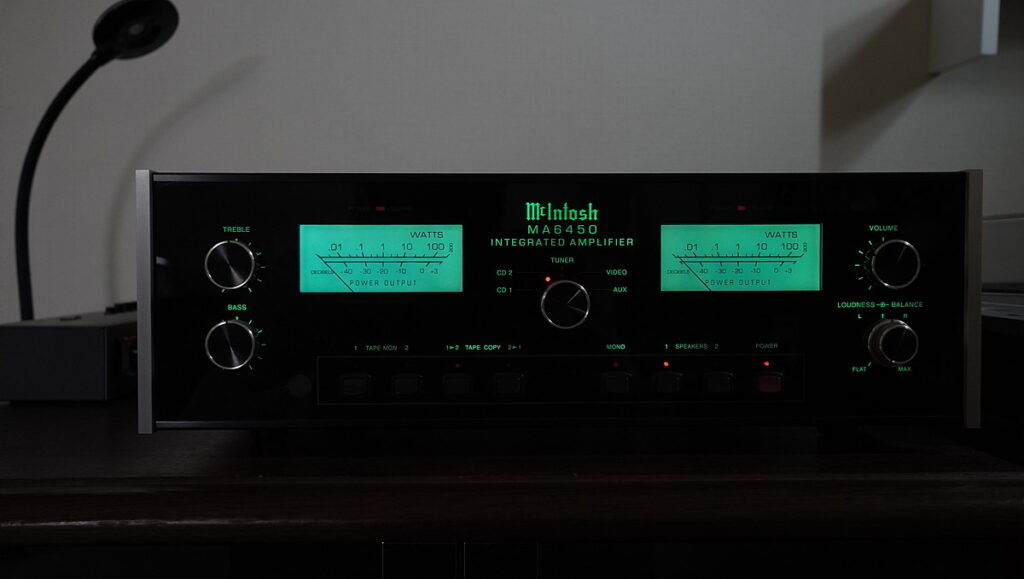 TREBLE
BASS
WATTS
.01 .1 1 10 100 200
DECIBELS -40 -30 -20 -10 0 +3
POWER OUTPUT
McIntosh
MA6450
INTEGRATED AMPLIFIER
TUNER
CD 2 VIDEO
CD 1 AUX
WATTS
.01 .1 1 10 100 200
DECIBELS -40 -30 -20 -10 0 +3
POWER OUTPUT
VOLUME
LOUDNESS BALANCE
L R
FLAT MAX
1 TAPE MON 2
1►2 TAPE COPY 2►1
MONO
1 SPEAKERS 2
POWER